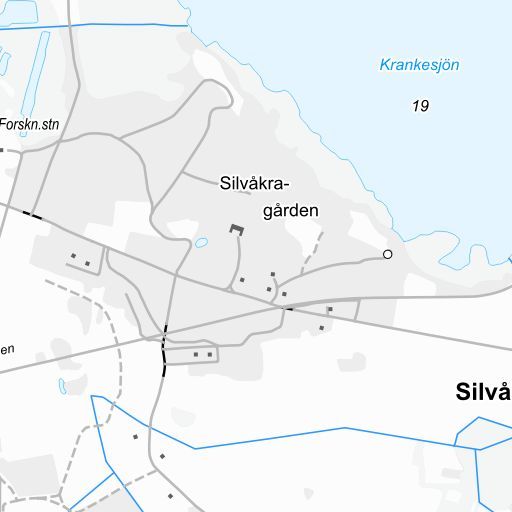 Krankesjön
19
Forskn.stn
Silvåkra-
gården
en
Silvå